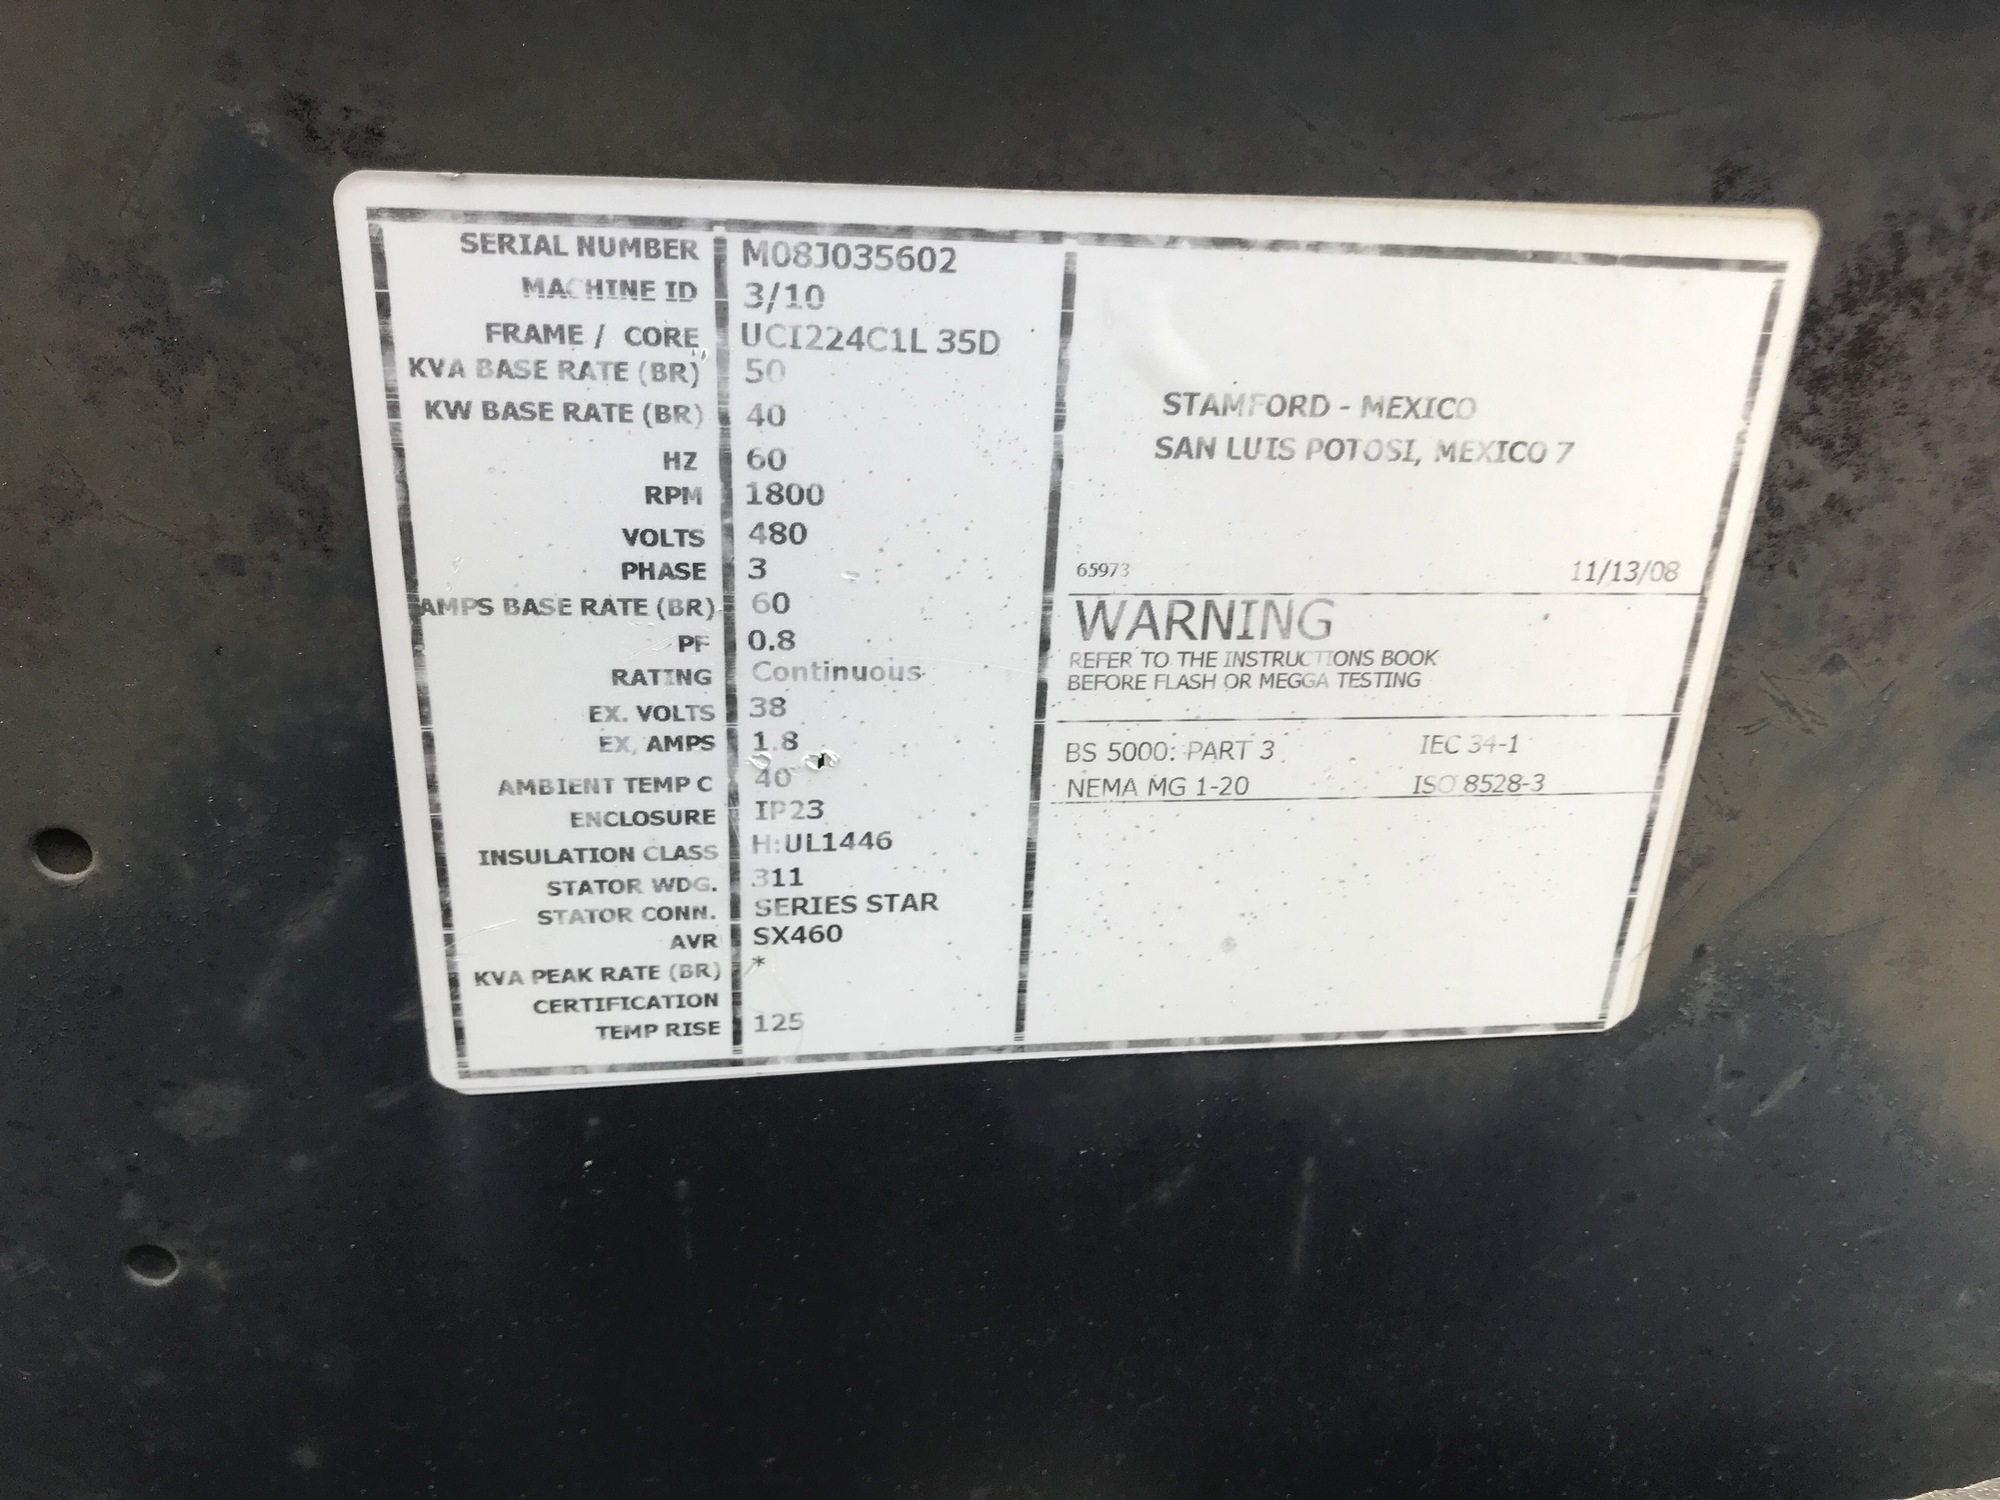 SERIAL NUMBER M08J035602
MACHINE ID 3/10
FRAME / CORE UCI224C1L 35D
KVA BASE RATE (BR) 50
KW BASE RATE (BR) 40
HZ 60
RPM 1800
VOLTS 480
PHASE 3
AMPS BASE RATE (BR) 60
PF 0.8
RATING Continuous
EX. VOLTS 38
EX. AMPS 1.8
AMBIENT TEMP C 40
ENCLOSURE IP23
INSULATION CLASS H:UL1446
STATOR WDG. 311
STATOR CONN. SERIES STAR
AVR SX460
KVA PEAK RATE (BR) *
CERTIFICATION
TEMP RISE 125
STAMFORD - MEXICO
SAN LUIS POTOSI, MEXICO 7
65973 11/13/08
WARNING
REFER TO THE INSTRUCTIONS BOOK
BEFORE FLASH OR MEGGA TESTING
BS 5000: PART 3 IEC 34-1
NEMA MG 1-20 ISO 8528-3